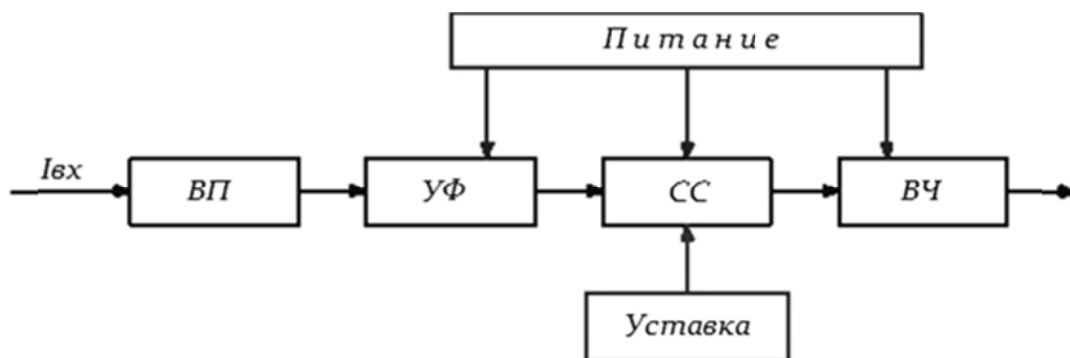 Питание
Iвх
ВП
УФ
СС
ВЧ
Уставка